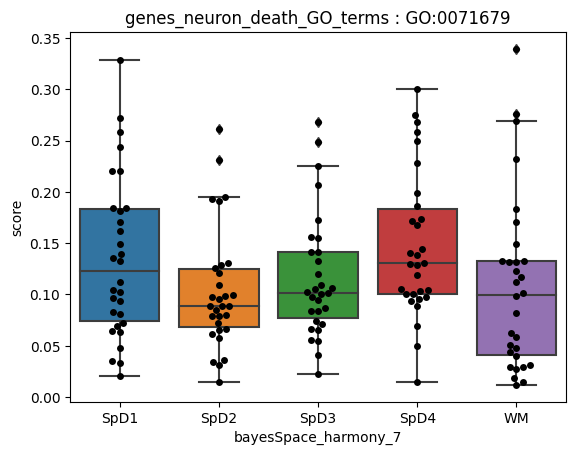 genes_neuron_death_GO_terms : GO:0071679
0.35
0.30
0.25
0.20
0.15
0.10
0.05
0.00
score
SpD1 SpD2 SpD3 SpD4 WM
bayesSpace_harmony_7